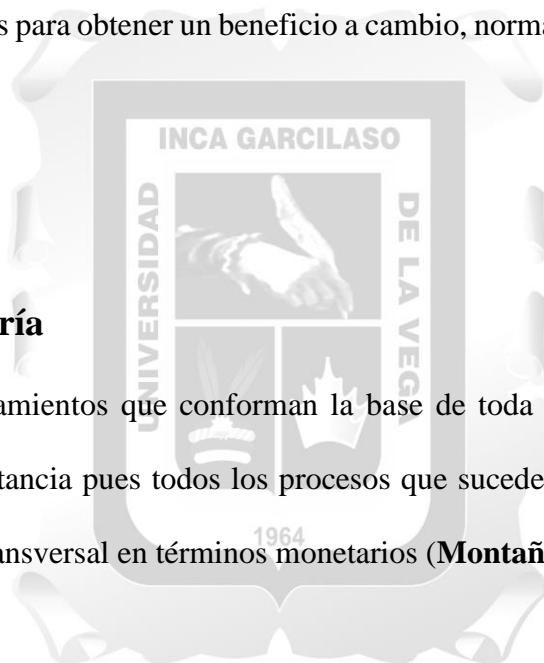 s para obtener un beneficio a cambio, norma
INCA GARCILASO
UNIVERSIDAD
DE LA VEGA
ría
amientos que conforman la base de toda
tancia pues todos los procesos que sucede
1964
ansversal en términos monetarios (Montañ